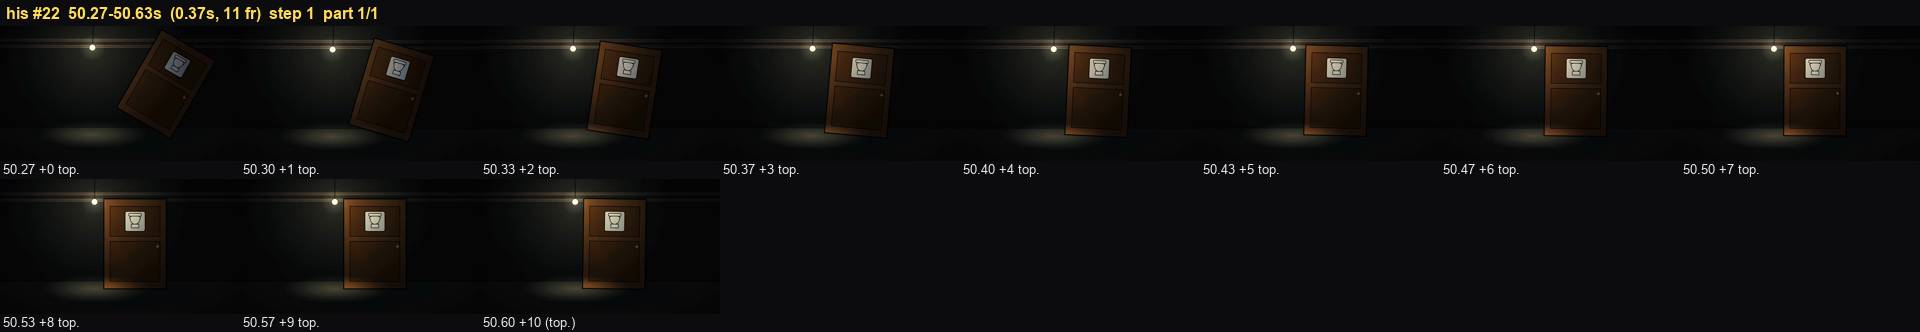 his #22 50.27-50.63s (0.37s, 11 fr) step 1 part 1/1
50.27 +0 top.
50.30 +1 top.
50.33 +2 top.
50.37 +3 top.
50.40 +4 top.
50.43 +5 top.
50.47 +6 top.
50.50 +7 top.
50.53 +8 top.
50.57 +9 top.
50.60 +10 (top.)